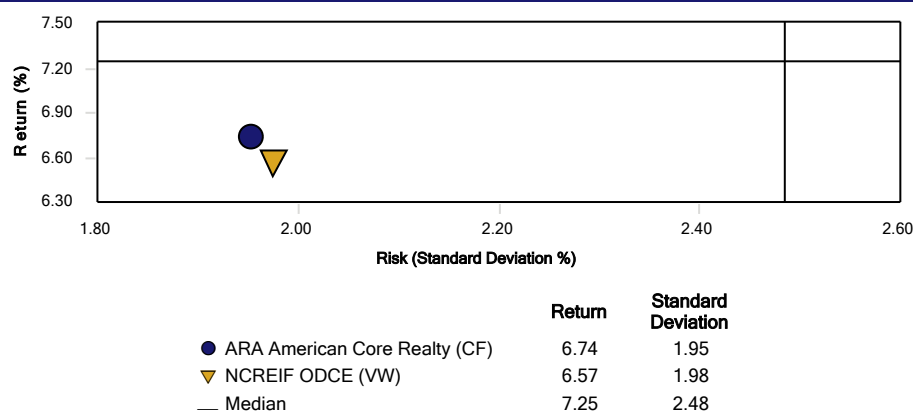 7.50
7.20
6.90
6.60
6.30
Return (%)
1.80 2.00 2.20 2.40 2.60
Risk (Standard Deviation %)
Return Standard Deviation
ARA American Core Realty (CF) 6.74 1.95
NCREIF ODCE (VW) 6.57 1.98
Median 7.25 2.48